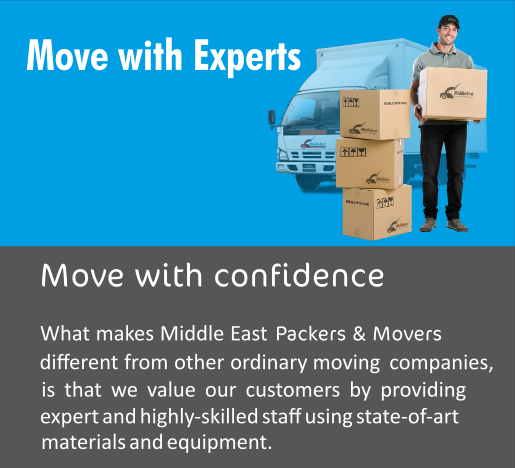 Move with Experts
Move with confidence
What makes Middle East Packers & Movers
different from other ordinary moving companies,
is that we value our customers by providing
expert and highly-skilled staff using state-of-art
materials and equipment.